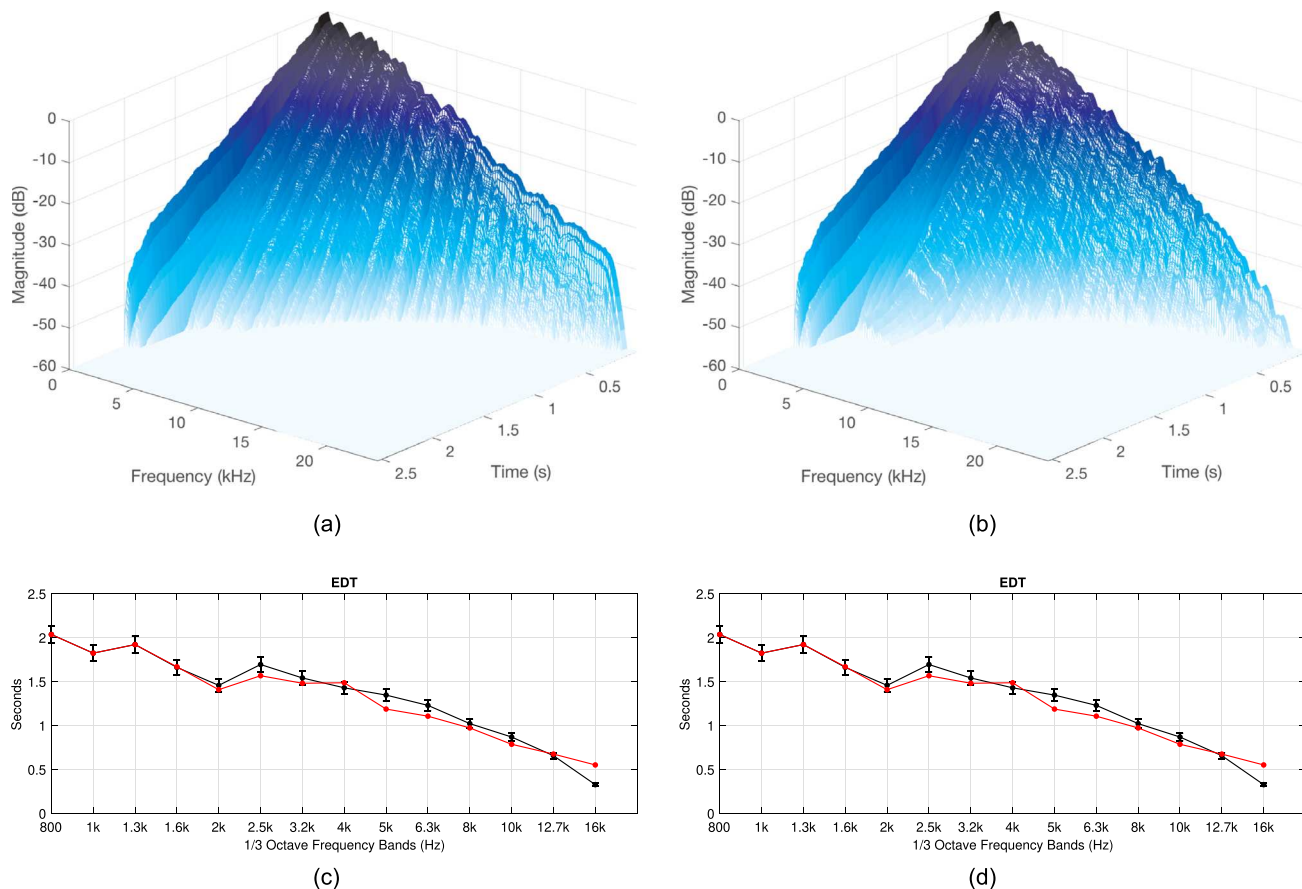 0
-10
-20
-30
-40
-50
-60
Magnitude (dB)
0
5
10
15
20
Frequency (kHz)
0.5
1
1.5
2
2.5
Time (s)
(a)
0
-10
-20
-30
-40
-50
-60
Magnitude (dB)
0
5
10
15
20
Frequency (kHz)
0.5
1
1.5
2
2.5
Time (s)
(b)
EDT
2.5
2
1.5
1
0.5
0
Seconds
800 1k 1.3k 1.6k 2k 2.5k 3.2k 4k 5k 6.3k 8k 10k 12.7k 16k
1/3 Octave Frequency Bands (Hz)
(c)
EDT
2.5
2
1.5
1
0.5
0
Seconds
800 1k 1.3k 1.6k 2k 2.5k 3.2k 4k 5k 6.3k 8k 10k 12.7k 16k
1/3 Octave Frequency Bands (Hz)
(d)